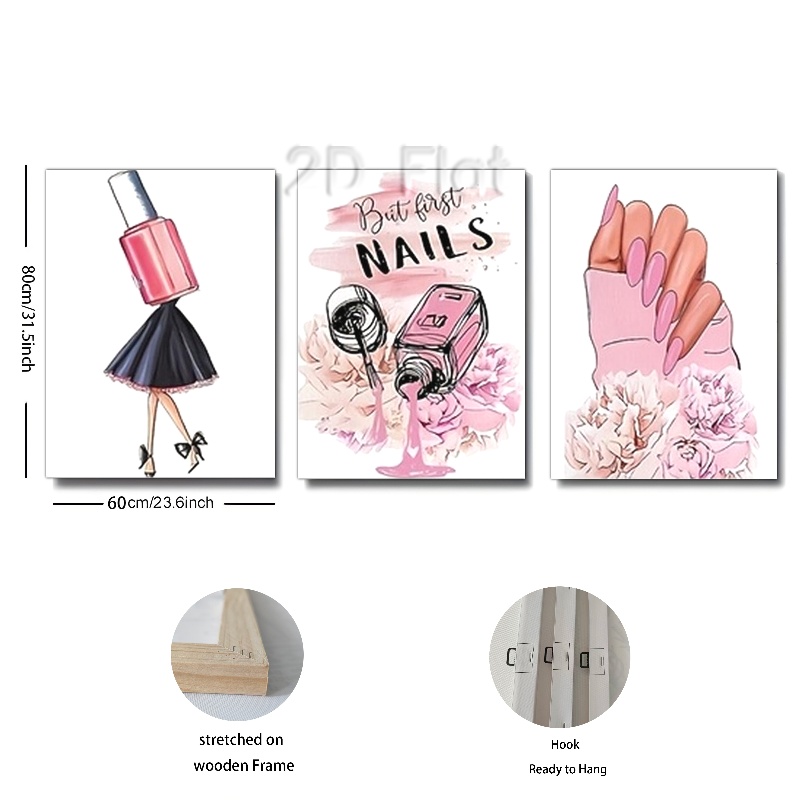 2D Flat
But first
NAILS
80cm/31.5inch
60cm/23.6inch
stretched on
wooden Frame
Hook
Ready to Hang